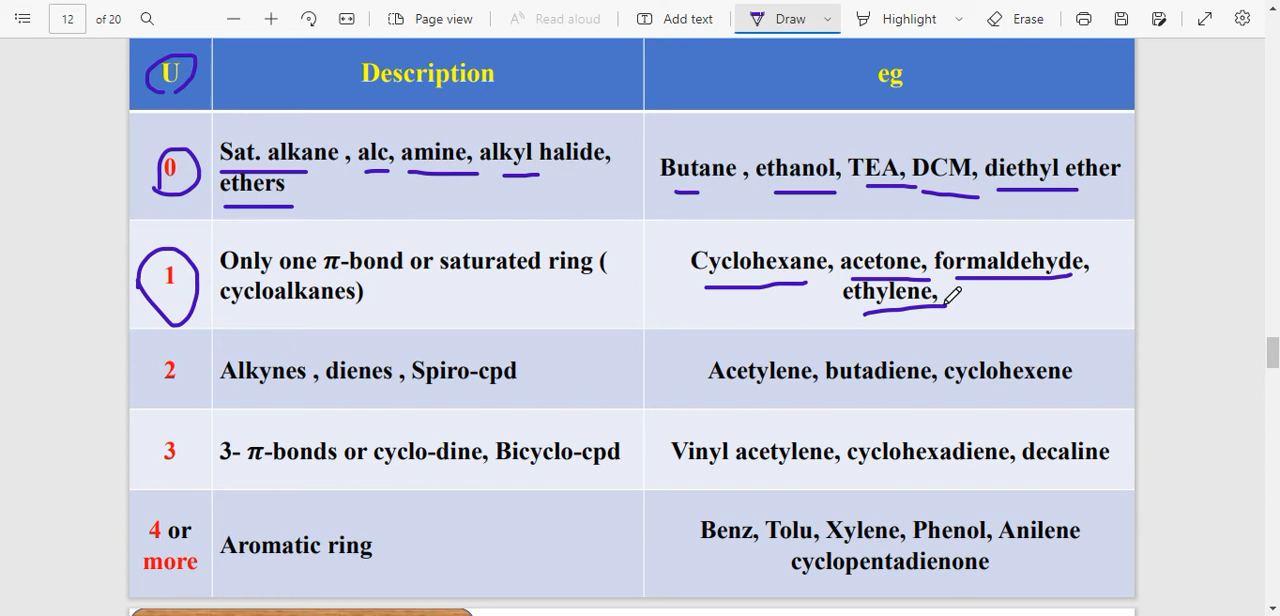 12 of 20 Page view Read aloud Add text Draw Highlight Erase
U Description eg
0 Sat. alkane , alc, amine, alkyl halide,
ethers
Butane , ethanol, TEA, DCM, diethyl ether
1 Only one π-bond or saturated ring (
cycloalkanes)
Cyclohexane, acetone, formaldehyde,
ethylene,
2 Alkynes , dienes , Spiro-cpd Acetylene, butadiene, cyclohexene
3 3- π-bonds or cyclo-dine, Bicyclo-cpd Vinyl acetylene, cyclohexadiene, decaline
4 or
more
Aromatic ring
Benz, Tolu, Xylene, Phenol, Anilene
cyclopentadienone